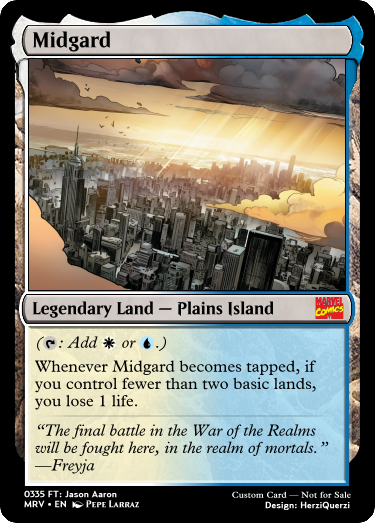 Midgard
Legendary Land — Plains Island
MARVEL
COMICS
(: Add or .)
Whenever Midgard becomes tapped, if
you control fewer than two basic lands,
you lose 1 life.
“The final battle in the War of the Realms
will be fought here, in the realm of mortals.”
—Freyja
0335 FT: Jason Aaron
MRV • EN Pepe Larraz
Custom Card — Not for Sale
Design: HerziQuerzi